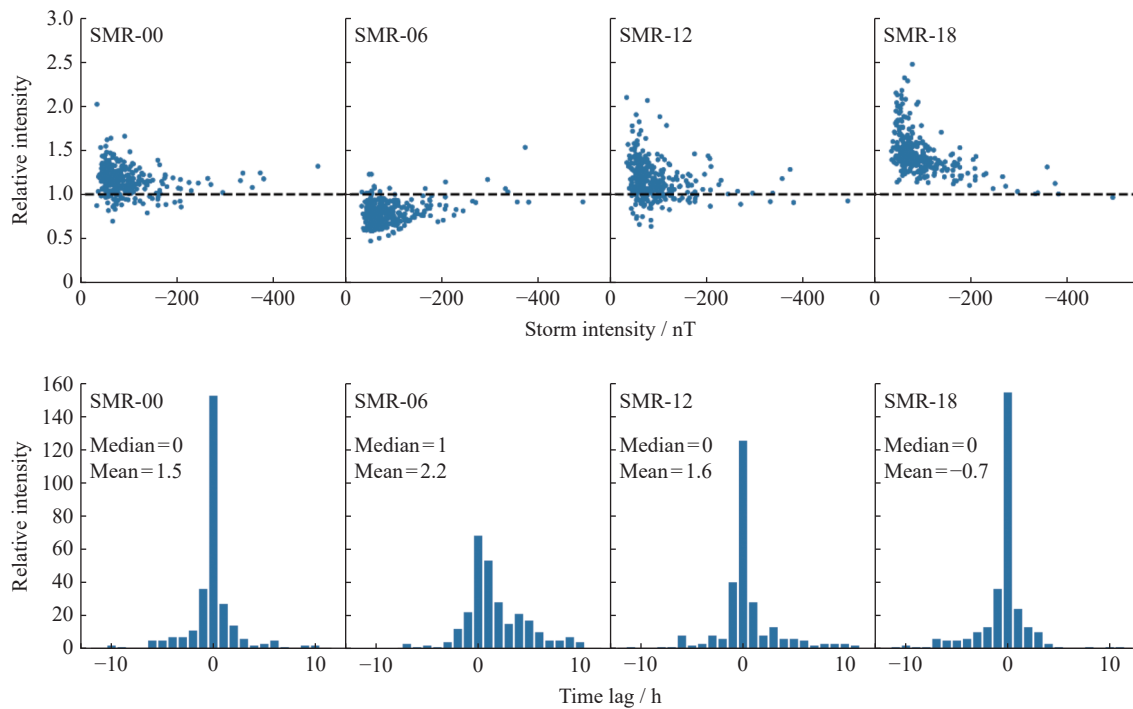 SMR-00
SMR-06
SMR-12
SMR-18
Relative intensity
3.0
2.5
2.0
1.5
1.0
0.5
0
0 −200 −400
0 −200 −400
0 −200 −400
0 −200 −400
Storm intensity / nT
SMR-00
Median=0
Mean=1.5
SMR-06
Median=1
Mean=2.2
SMR-12
Median=0
Mean=1.6
SMR-18
Median=0
Mean=−0.7
Relative intensity
160
140
120
100
80
60
40
20
0
−10 0 10
−10 0 10
−10 0 10
−10 0 10
Time lag / h